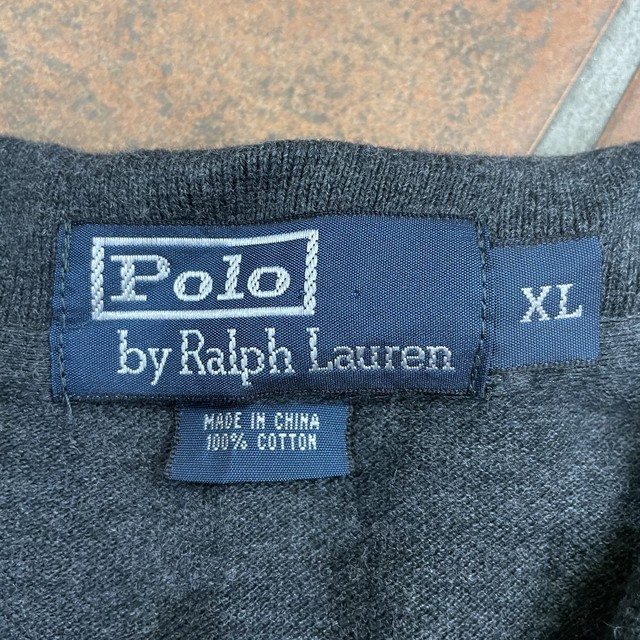 Polo
by Ralph Lauren
XL
MADE IN CHINA
100% COTTON